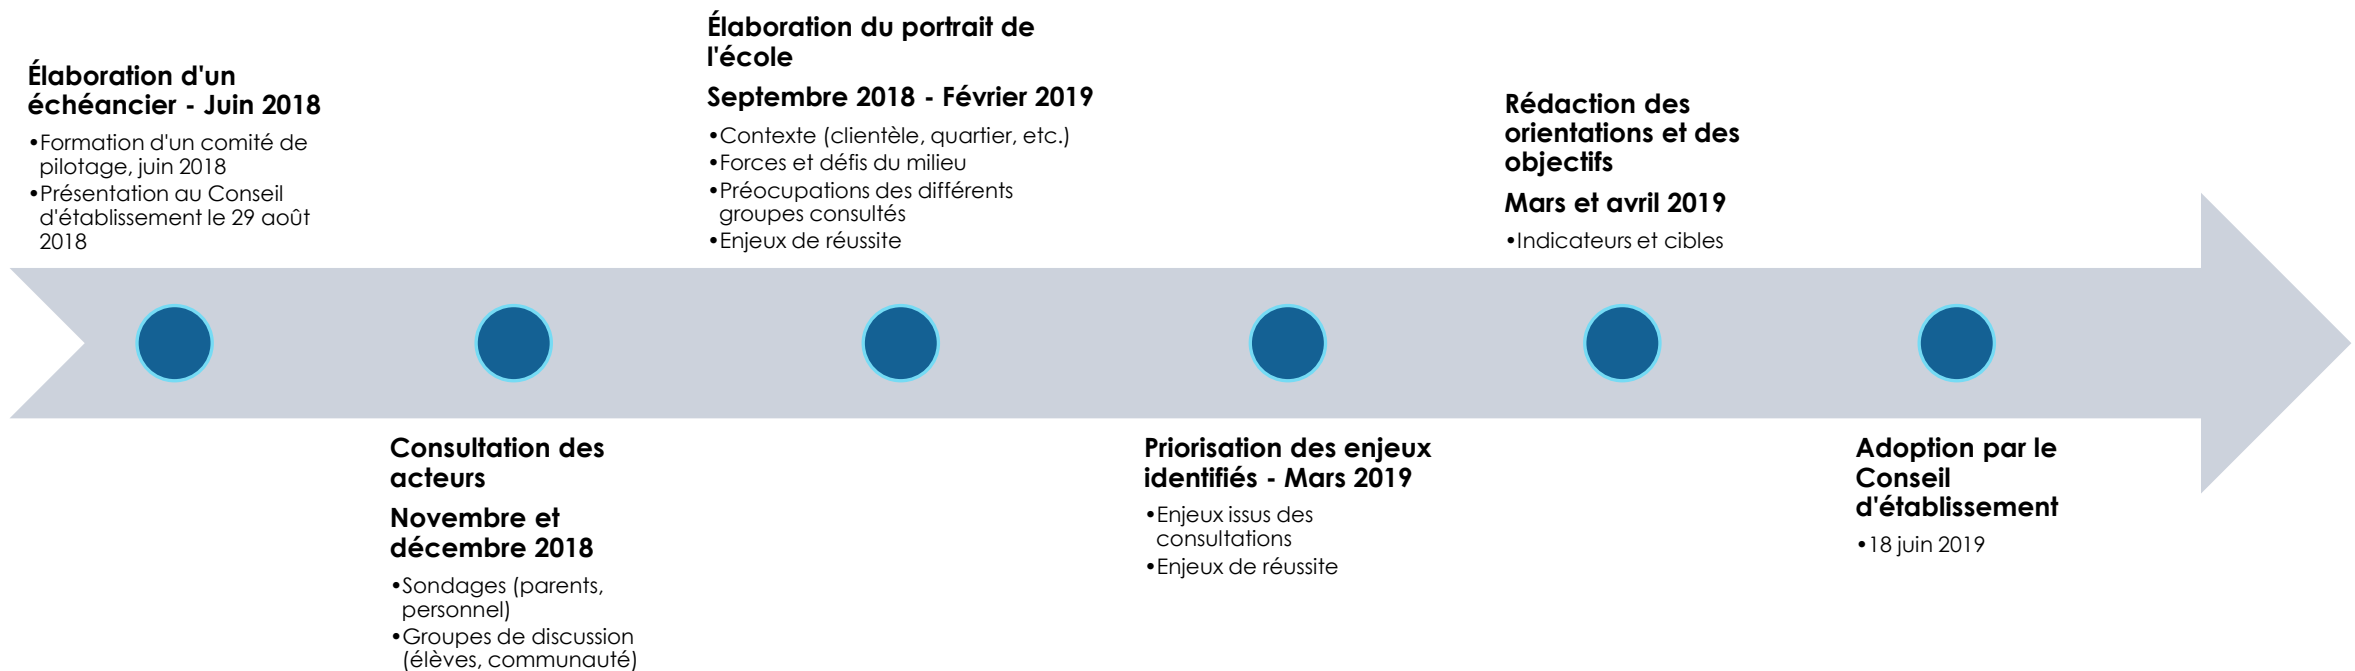 Élaboration d'un
échéancier - Juin 2018
•Formation d'un comité de
pilotage, juin 2018
•Présentation au Conseil
d'établissement le 29 août
2018
Consultation des
acteurs
Novembre et
décembre 2018
•Sondages (parents,
personnel)
•Groupes de discussion
(élèves, communauté)
Élaboration du portrait de
l'école
Septembre 2018 - Février 2019
•Contexte (clientèle, quartier, etc.)
•Forces et défis du milieu
•Préoccupations des différents
groupes consultés
•Enjeux de réussite
Priorisation des enjeux
identifiés - Mars 2019
•Enjeux issus des
consultations
•Enjeux de réussite
Rédaction des
orientations et des
objectifs
Mars et avril 2019
•Indicateurs et cibles
Adoption par le
Conseil
d'établissement
•18 juin 2019